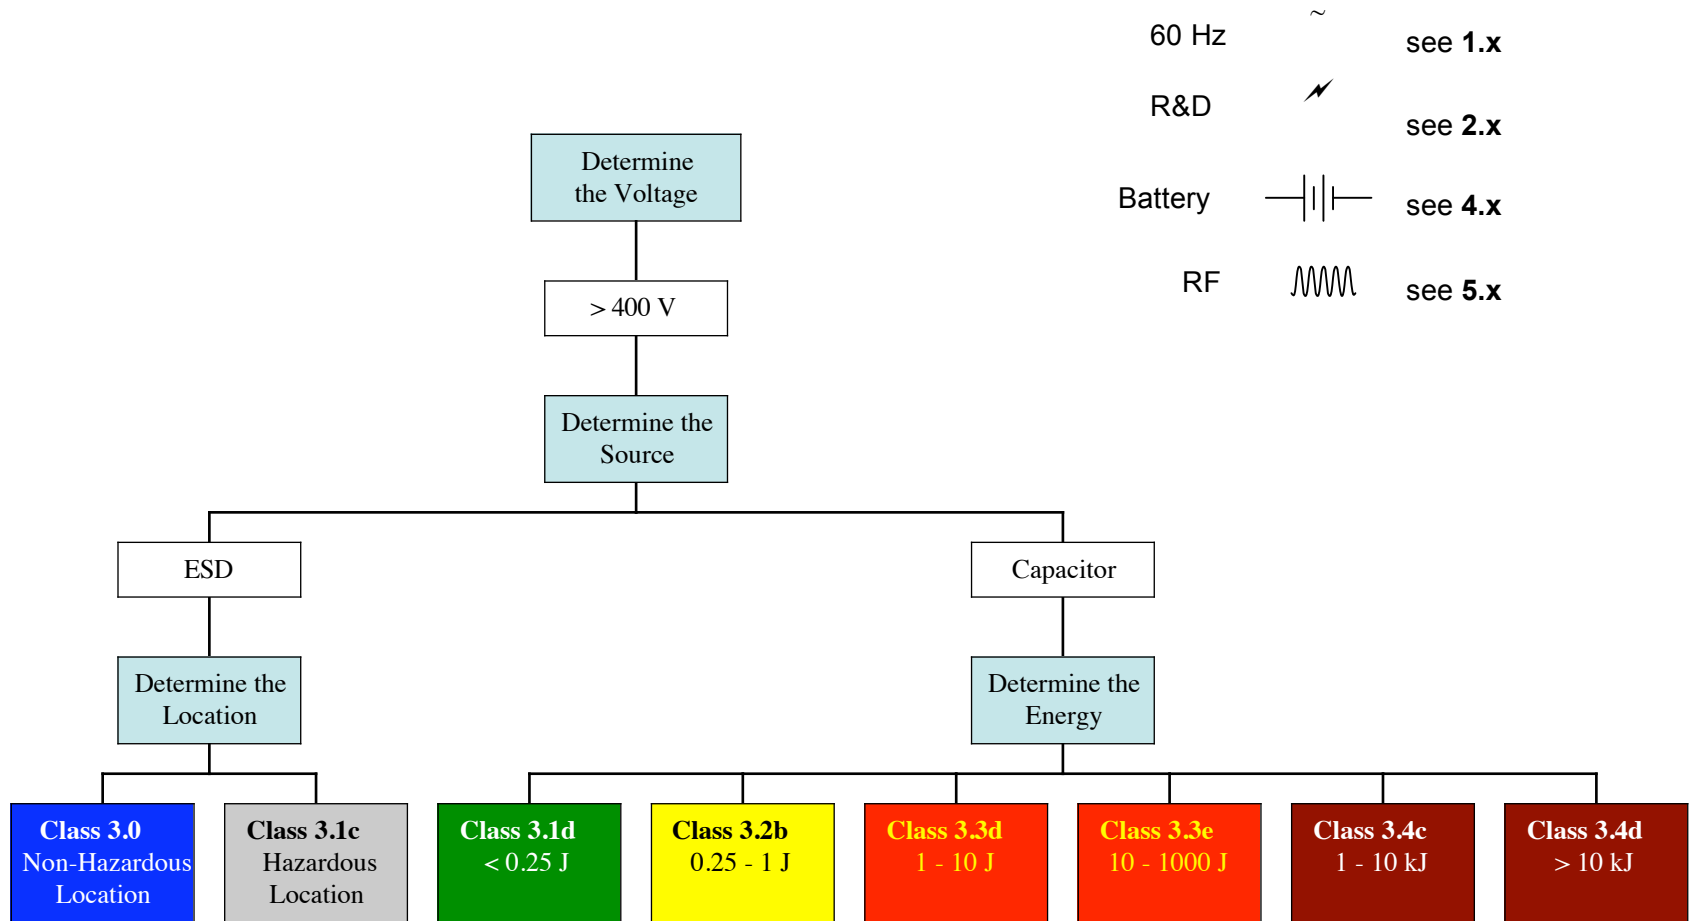 60 Hz ~ see 1.x
R&D see 2.x
Battery see 4.x
RF see 5.x
Determine
the Voltage
> 400 V
Determine the
Source
ESD
Capacitor
Determine the
Location
Determine the
Energy
Class 3.0
Non-Hazardous
Location
Class 3.1c
Hazardous
Location
Class 3.1d
< 0.25 J
Class 3.2b
0.25 - 1 J
Class 3.3d
1 - 10 J
Class 3.3e
10 - 1000 J
Class 3.4c
1 - 10 kJ
Class 3.4d
> 10 kJ